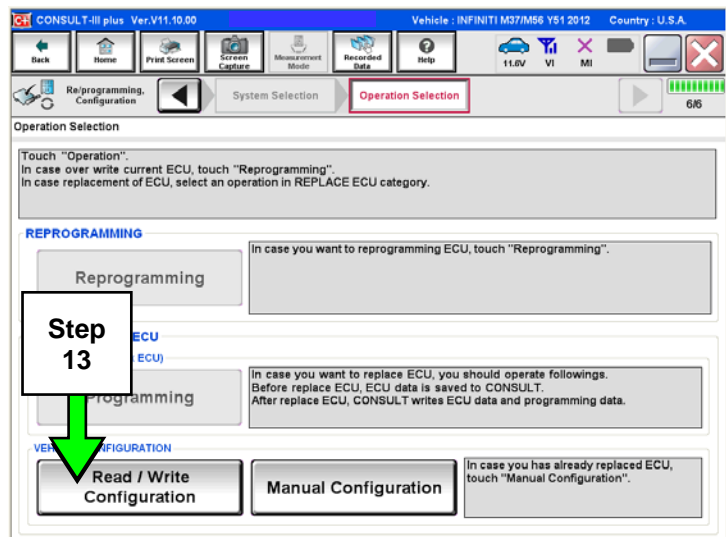 CONSULT-III plus Ver.V11.10.00 Vehicle : INFINITI M37/M56 Y51 2012 Country : U.S.A.
Back Home Print Screen Screen Capture Measurement Mode Recorded Data Help 11.6V VI MI
Re/programming, Configuration System Selection Operation Selection 6/6
Operation Selection
Touch "Operation".
In case over write current ECU, touch "Reprogramming".
In case replacement of ECU, select an operation in REPLACE ECU category.
REPROGRAMMING
Reprogramming
In case you want to reprogramming ECU, touch "Reprogramming".
Step
13
ECU
ECU)
Programming
In case you want to replace ECU, you should operate followings.
Before replace ECU, ECU data is saved to CONSULT.
After replace ECU, CONSULT writes ECU data and programming data.
Read / Write
Configuration
Manual Configuration
In case you has already replaced ECU,
touch "Manual Configuration".